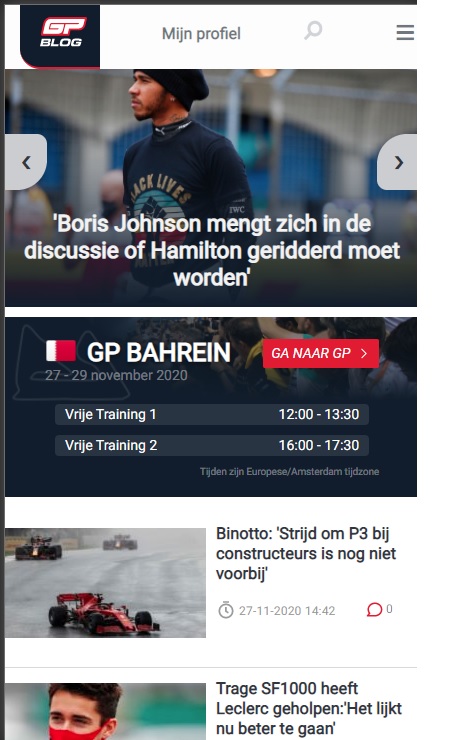 GP
BLOG
Mijn profiel
BLACK LIVES
IWC
'Boris Johnson mengt zich in de
discussie of Hamilton geridderd moet
worden'
GP BAHREIN
GA NAAR GP
27 - 29 november 2020
Vrije Training 1 12:00 - 13:30
Vrije Training 2 16:00 - 17:30
Tijden zijn Europese/Amsterdam tijdzone
Binotto: 'Strijd om P3 bij
constructeurs is nog niet
voorbij'
27-11-2020 14:42 0
Trage SF1000 heeft
Leclerc geholpen:'Het lijkt
nu beter te gaan'